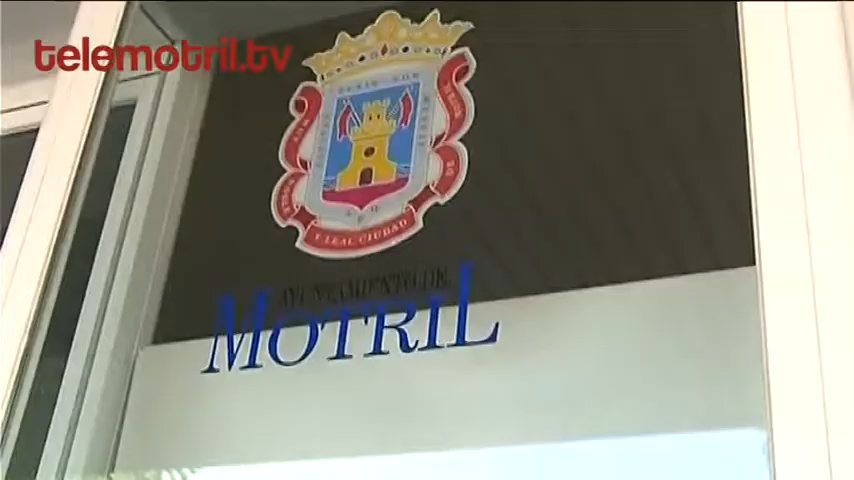 telemotril.tv
Y LEAL CIUDAD
AYUNTAMIENTO DE
MOTRIL